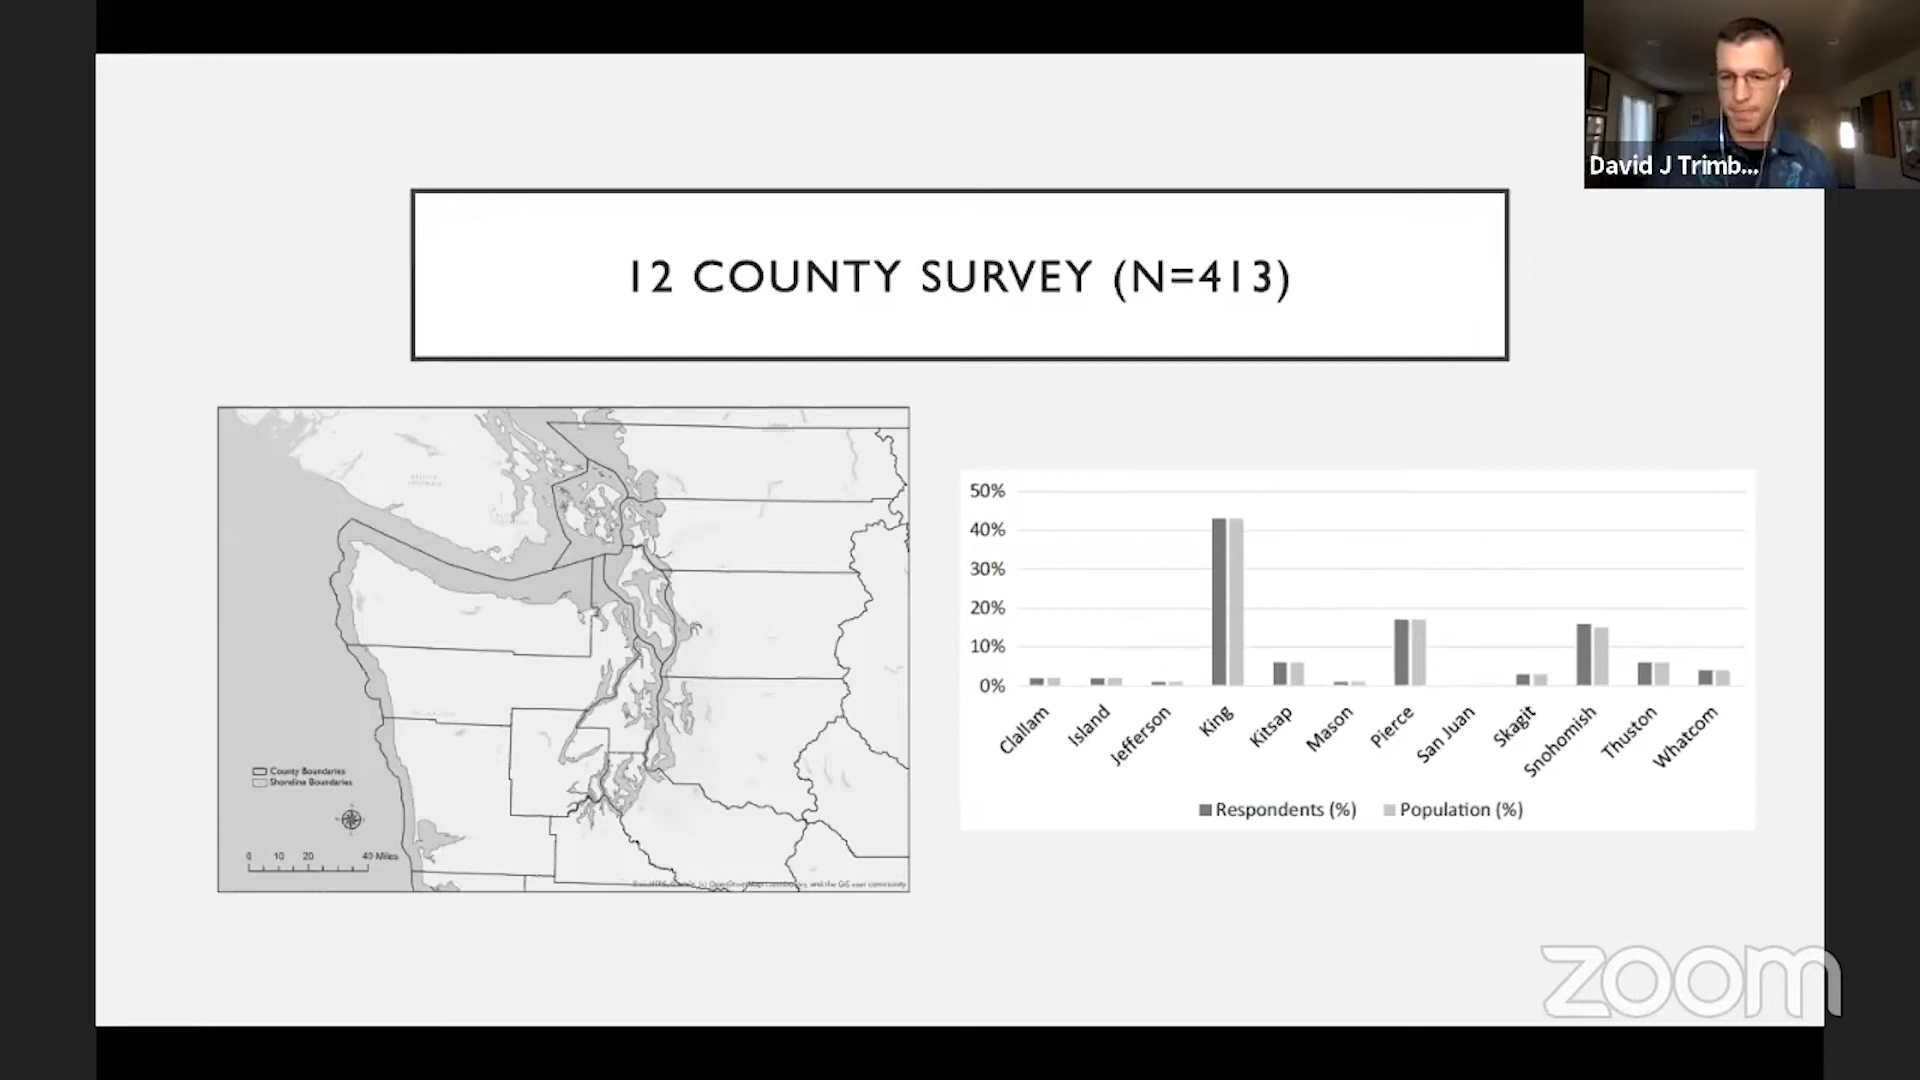 David J Trimb...
12 COUNTY SURVEY (N=413)
County Boundaries
Shoreline Boundaries
0 10 20 40 Miles
50%
40%
30%
20%
10%
0%
Clallam
Island
Jefferson
King
Kitsap
Mason
Pierce
San Juan
Skagit
Snohomish
Thuston
Whatcom
Respondents (%) Population (%)
zoom